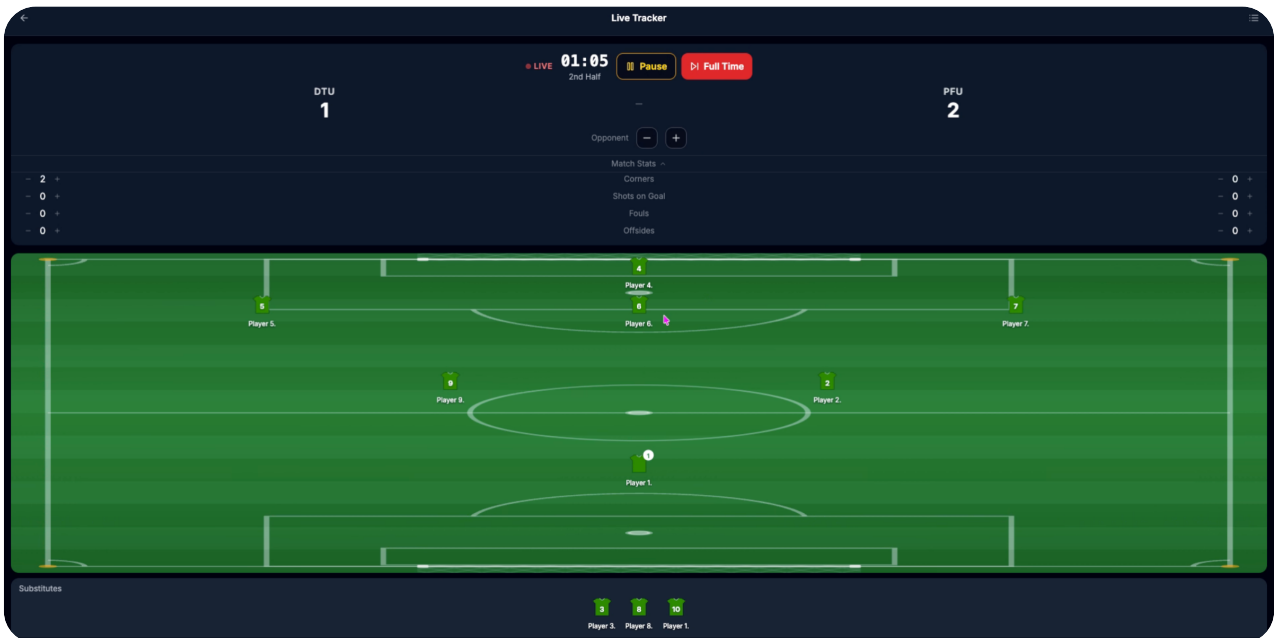 Live Tracker
LIVE 01:05 Pause Full Time
2nd Half
DTU PFU
1 – 2
Opponent − +
Match Stats
− 2 + Corners − 0 +
− 0 + Shots on Goal − 0 +
− 0 + Fouls − 0 +
− 0 + Offsides − 0 +
4
Player 4.
5 6 7
Player 5. Player 6. Player 7.
9 2
Player 9. Player 2.
1
Player 1.
Substitutes
3 8 10
Player 3. Player 8. Player 1.